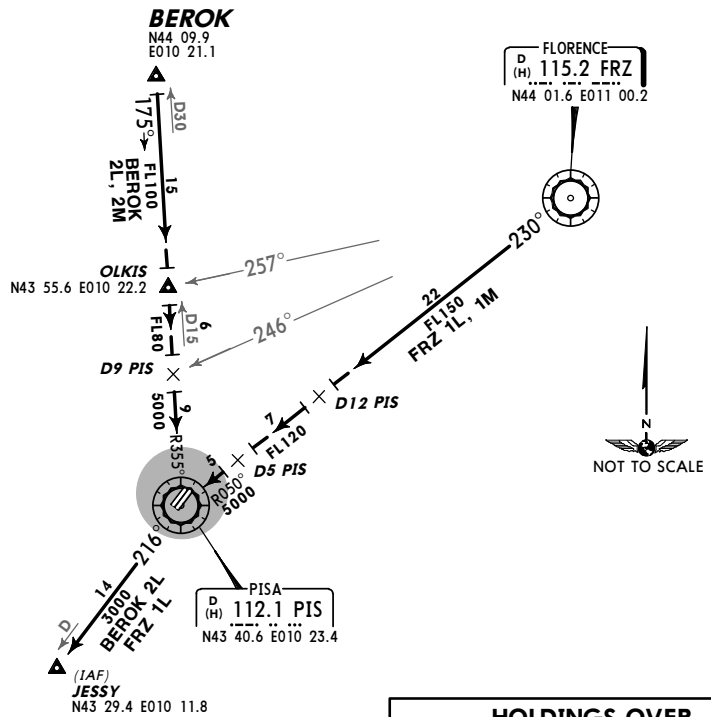 BEROK
N44 09.9
E010 21.1
D30
175°
FL100
15
BEROK
2L, 2M
FLORENCE
D
(H) 115.2 FRZ
N44 01.6 E011 00.2
230°
22
FL150
FRZ 1L, 1M
OLKIS
N43 55.6 E010 22.2
257°
246°
D15
6
FL80
D9 PIS
9
5000
R355°
D12 PIS
7
FL120
D5 PIS
5
R050°
5000
N
NOT TO SCALE
216°
14
3000
BEROK 2L
FRZ 1L
D
PISA
D
(H) 112.1 PIS
N43 40.6 E010 23.4
(IAF)
JESSY
N43 29.4 E010 11.8
HOLDINGS OVER